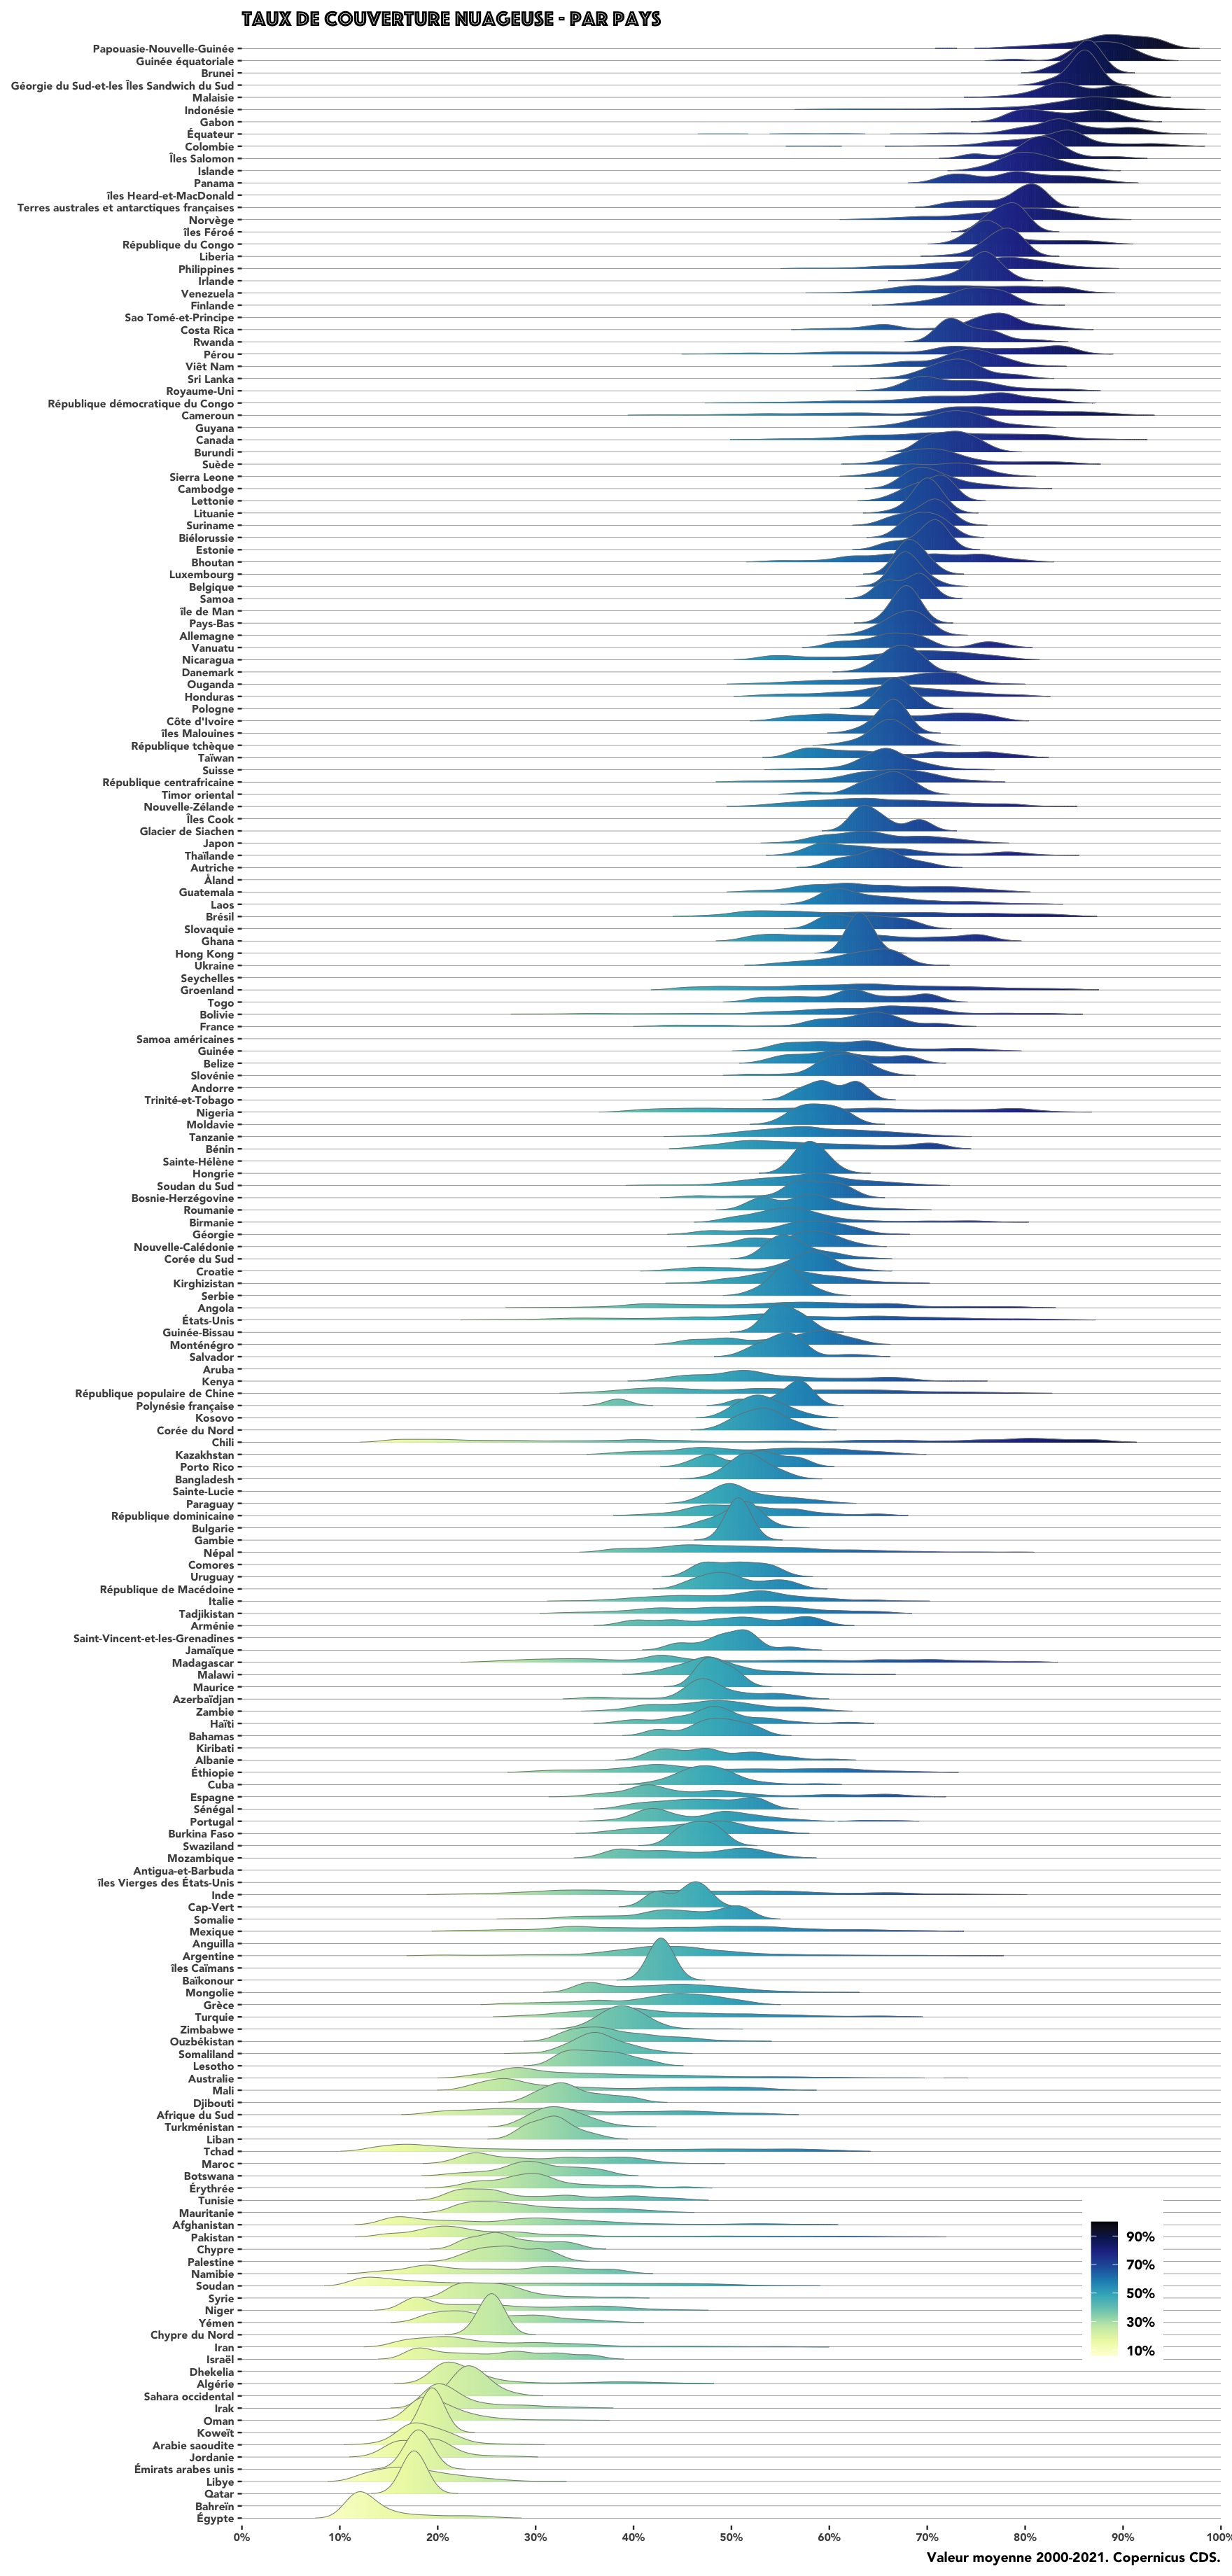 TAUX DE COUVERTURE NUAGEUSE - PAR PAYS
Papouasie-Nouvelle-Guinée
Guinée équatoriale
Brunei
Géorgie du Sud-et-les Îles Sandwich du Sud
Malaisie
Indonésie
Gabon
Équateur
Colombie
Îles Salomon
Islande
Panama
îles Heard-et-MacDonald
Terres australes et antarctiques françaises
Norvège
îles Féroé
République du Congo
Liberia
Philippines
Irlande
Venezuela
Finlande
Sao Tomé-et-Principe
Costa Rica
Rwanda
Pérou
Viêt Nam
Sri Lanka
Royaume-Uni
République démocratique du Congo
Cameroun
Guyana
Canada
Burundi
Suède
Sierra Leone
Cambodge
Lettonie
Lituanie
Suriname
Biélorussie
Estonie
Bhoutan
Luxembourg
Belgique
Samoa
île de Man
Pays-Bas
Allemagne
Vanuatu
Nicaragua
Danemark
Ouganda
Honduras
Pologne
Côte d'Ivoire
îles Malouines
République tchèque
Taïwan
Suisse
République centrafricaine
Timor oriental
Nouvelle-Zélande
Îles Cook
Glacier de Siachen
Japon
Thaïlande
Autriche
Åland
Guatemala
Laos
Brésil
Slovaquie
Ghana
Hong Kong
Ukraine
Seychelles
Groenland
Togo
Bolivie
France
Samoa américaines
Guinée
Belize
Slovénie
Andorre
Trinité-et-Tobago
Nigeria
Moldavie
Tanzanie
Bénin
Sainte-Hélène
Hongrie
Soudan du Sud
Bosnie-Herzégovine
Roumanie
Birmanie
Géorgie
Nouvelle-Calédonie
Corée du Sud
Croatie
Kirghizistan
Serbie
Angola
États-Unis
Guinée-Bissau
Monténégro
Salvador
Aruba
Kenya
République populaire de Chine
Polynésie française
Kosovo
Corée du Nord
Chili
Kazakhstan
Porto Rico
Bangladesh
Sainte-Lucie
Paraguay
République dominicaine
Bulgarie
Gambie
Népal
Comores
Uruguay
République de Macédoine
Italie
Tadjikistan
Arménie
Saint-Vincent-et-les-Grenadines
Jamaïque
Madagascar
Malawi
Maurice
Azerbaïdjan
Zambie
Haïti
Bahamas
Kiribati
Albanie
Éthiopie
Cuba
Espagne
Sénégal
Portugal
Burkina Faso
Swaziland
Mozambique
Antigua-et-Barbuda
îles Vierges des États-Unis
Inde
Cap-Vert
Somalie
Mexique
Anguilla
Argentine
îles Caïmans
Baïkonour
Mongolie
Grèce
Turquie
Zimbabwe
Ouzbékistan
Somaliland
Lesotho
Australie
Mali
Djibouti
Afrique du Sud
Turkménistan
Liban
Tchad
Maroc
Botswana
Érythrée
Tunisie
Mauritanie
Afghanistan
Pakistan
Chypre
Palestine
Namibie
Soudan
Syrie
Niger
Yémen
Chypre du Nord
Iran
Israël
Dhekelia
Algérie
Sahara occidental
Irak
Oman
Koweït
Arabie saoudite
Jordanie
Émirats arabes unis
Libye
Qatar
Bahreïn
Égypte
90%
70%
50%
30%
10%
0% 10% 20% 30% 40% 50% 60% 70% 80% 90% 100%
Valeur moyenne 2000-2021. Copernicus CDS.